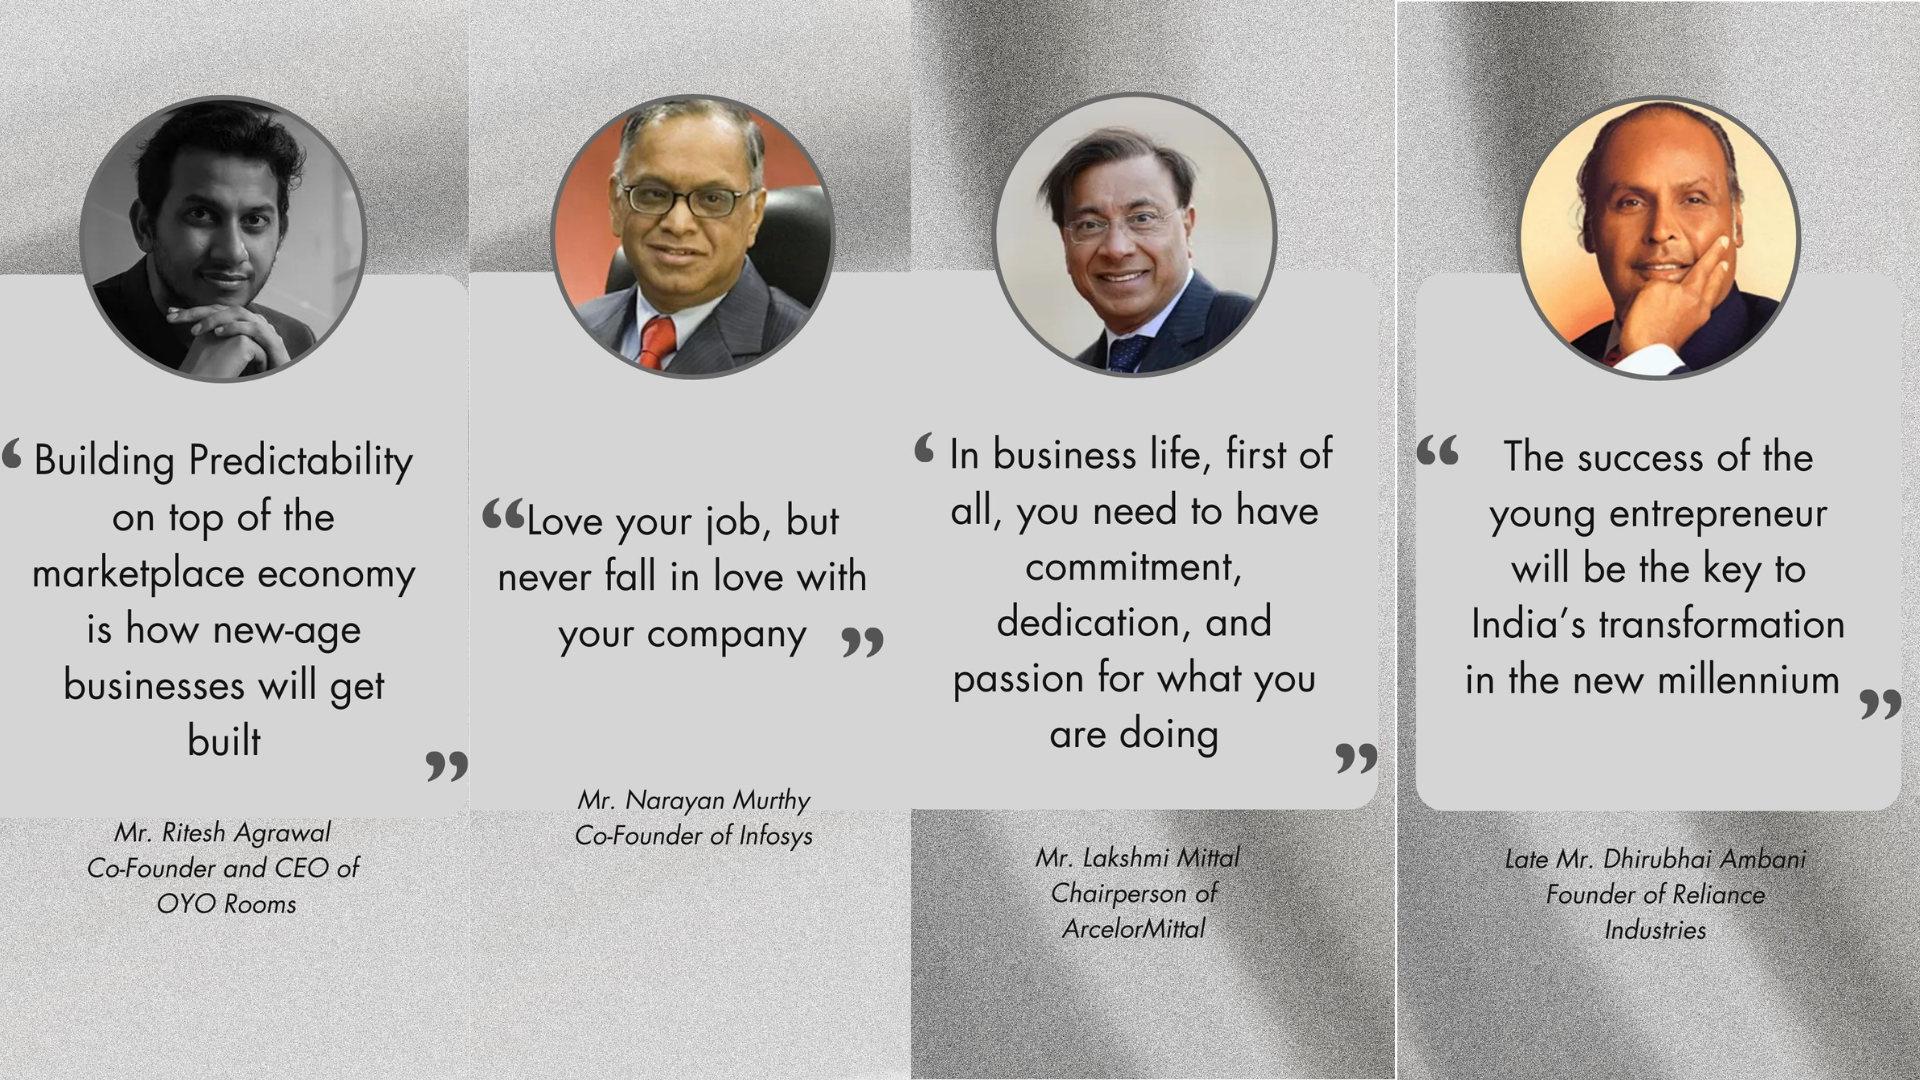 ‘ Building Predictability
on top of the
marketplace economy
is how new-age
businesses will get
built
”
Mr. Ritesh Agrawal
Co-Founder and CEO of
OYO Rooms
“Love your job, but
never fall in love with
your company ”
Mr. Narayan Murthy
Co-Founder of Infosys
‘ In business life, first of
all, you need to have
commitment,
dedication, and
passion for what you
are doing
”
Mr. Lakshmi Mittal
Chairperson of
ArcelorMittal
“ The success of the
young entrepreneur
will be the key to
India’s transformation
in the new millennium ”
Late Mr. Dhirubhai Ambani
Founder of Reliance
Industries